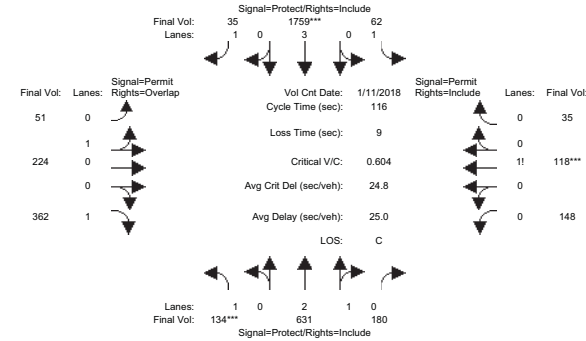 Signal=Protect/Rights=Include
Final Vol: 35 1759*** 62
Lanes: 1 0 3 0 1
Signal=Permit Signal=Permit
Final Vol: Lanes: Rights=Overlap Vol Cnt Date: 1/11/2018 Rights=Include Lanes: Final Vol:
Cycle Time (sec): 116
51 0 0 35
Loss Time (sec): 9
1 0
224 0 Critical V/C: 0.604 1! 118***
0 Avg Crit Del (sec/veh): 24.8 0
362 1 Avg Delay (sec/veh): 25.0 0 148
LOS: C
Lanes: 1 0 2 1 0
Final Vol: 134*** 631 180
Signal=Protect/Rights=Include